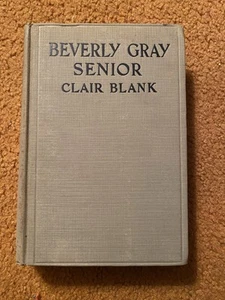 BEVERLY GRAY
SENIOR
CLAIR BLANK